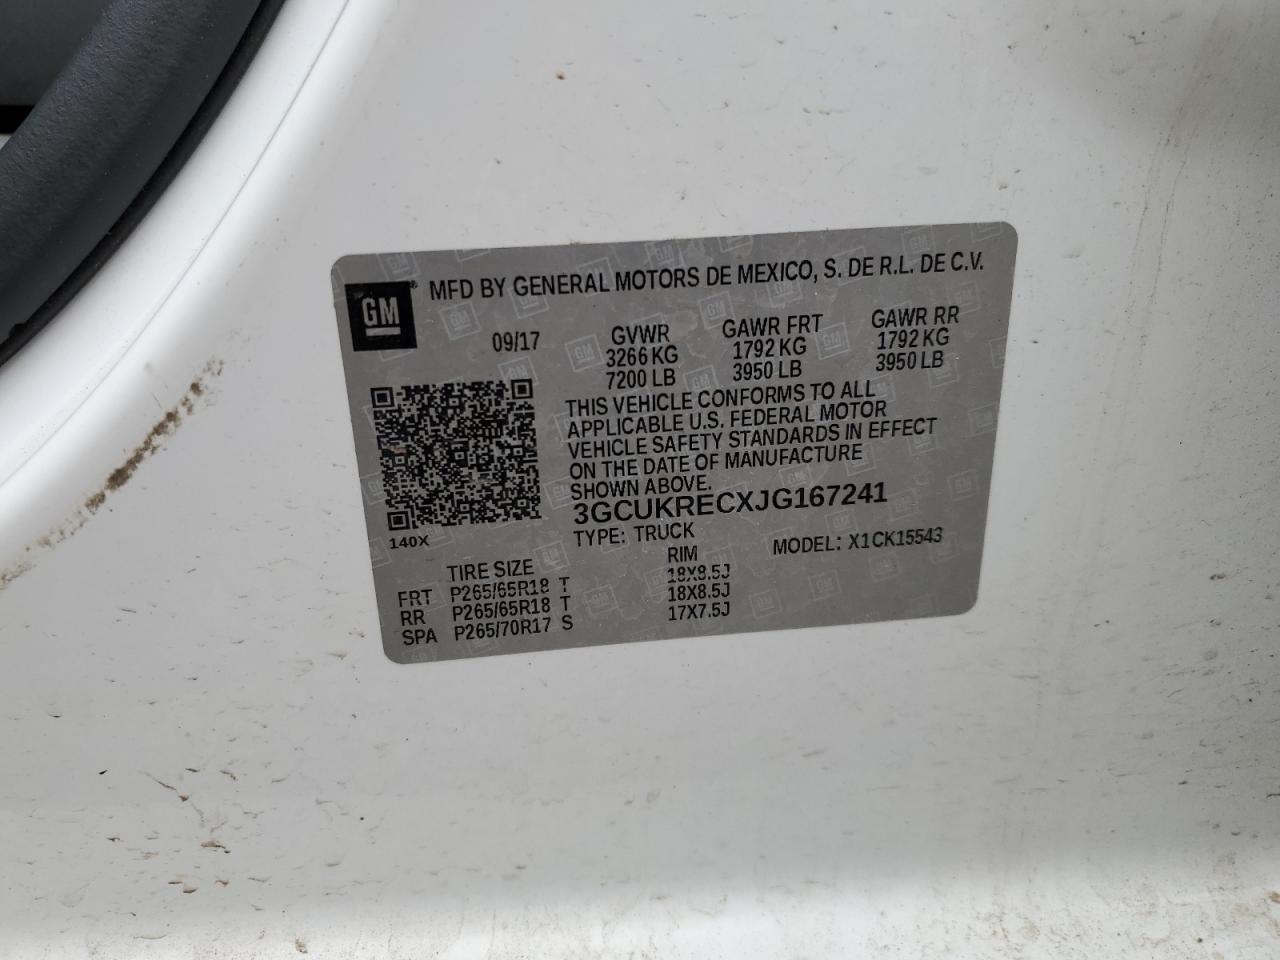 GM
MFD BY GENERAL MOTORS DE MEXICO, S. DE R.L. DE C.V.
09/17 GVWR GAWR FRT GAWR RR
3266 KG 1792 KG 1792 KG
7200 LB 3950 LB 3950 LB
THIS VEHICLE CONFORMS TO ALL
APPLICABLE U.S. FEDERAL MOTOR
VEHICLE SAFETY STANDARDS IN EFFECT
ON THE DATE OF MANUFACTURE
SHOWN ABOVE.
3GCUKRECXJG167241
140X TYPE: TRUCK MODEL: X1CK15543
TIRE SIZE RIM
FRT P265/65R18 T 18X8.5J
RR P265/65R18 T 18X8.5J
SPA P265/70R17 S 17X7.5J